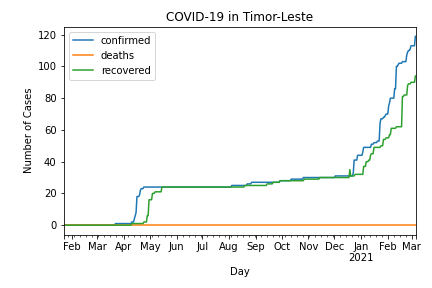 COVID-19 in Timor-Leste
confirmed
deaths
recovered
Number of Cases
120
100
80
60
40
20
0
Feb Mar Apr May Jun Jul Aug Sep Oct Nov Dec Jan Feb Mar
2021
Day